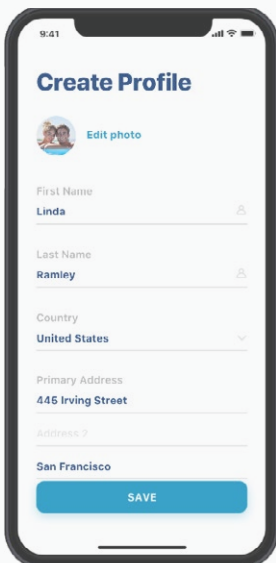 9:41
Create Profile
Edit photo
First Name
Linda
Last Name
Ramley
Country
United States
Primary Address
446 Irving Street
Address 2
San Francisco
SAVE